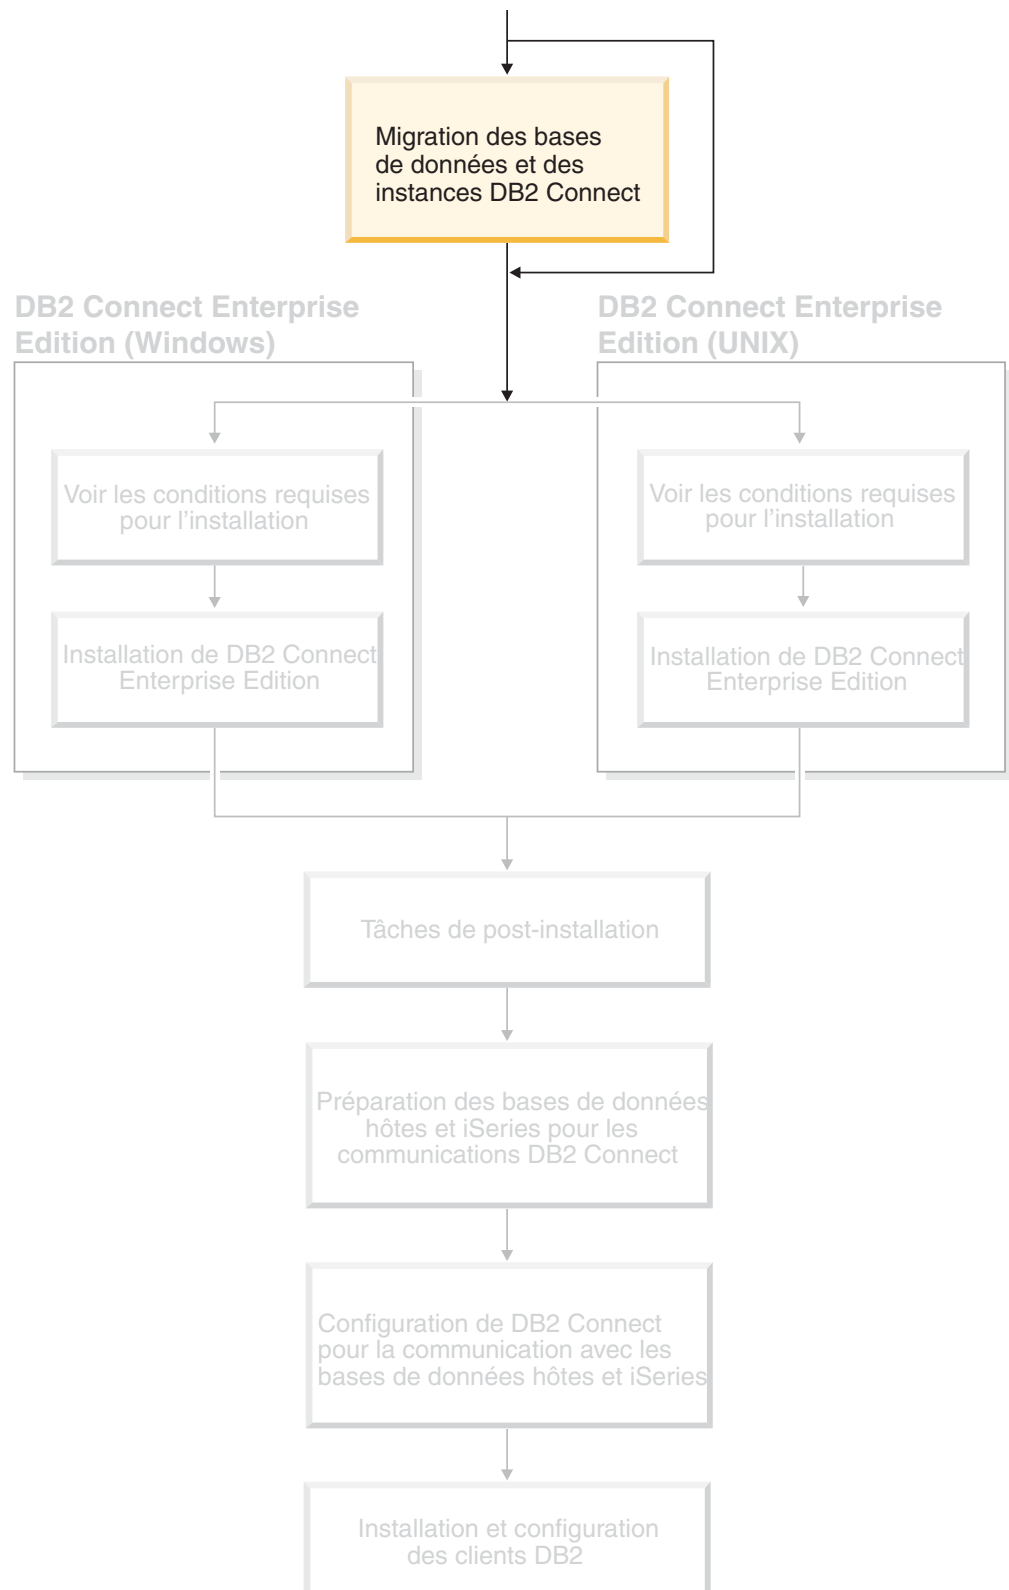 Migration des bases
de données et des
instances DB2 Connect
DB2 Connect Enterprise
Edition (Windows)
Voir les conditions requises
pour l'installation
Installation de DB2 Connect
Enterprise Edition
DB2 Connect Enterprise
Edition (UNIX)
Voir les conditions requises
pour l'installation
Installation de DB2 Connect
Enterprise Edition
Tâches de post-installation
Préparation des bases de données
hôtes et iSeries pour les
communications DB2 Connect
Configuration de DB2 Connect
pour la communication avec les
bases de données hôtes et iSeries
Installation et configuration
des clients DB2